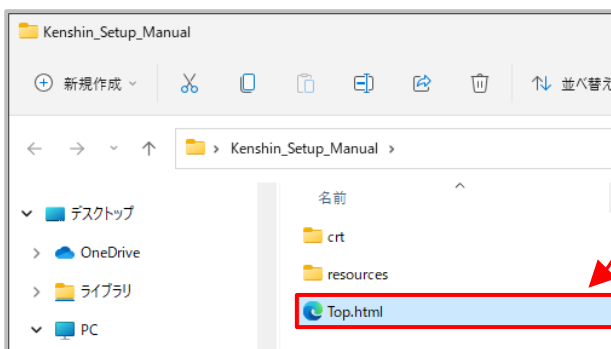 Kenshin_Setup_Manual
新規作成
並べ替え
Kenshin_Setup_Manual
名前
デスクトップ
crt
OneDrive
resources
ライブラリ
Top.html
PC